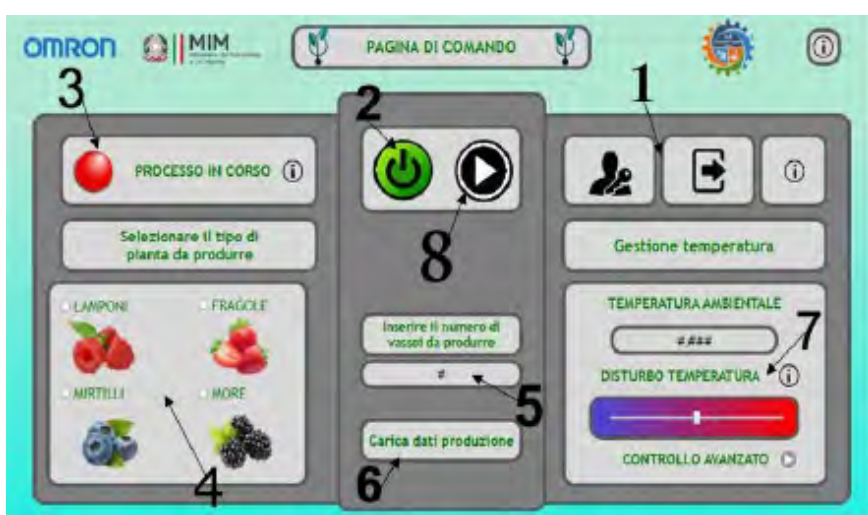 OMRON
MIM
PAGINA DI COMANDO
3
2
1
PROCESSO IN CORSO
8
Selezionare il tipo di
pianta da produrre
Gestione temperatura
LAMPONI
FRAGOLE
MIRTILLI
MORE
4
Inserire il numero di
vassoi da produrre
#
5
Carica dati produzione
6
TEMPERATURA AMBIENTALE
#.###
7
DISTURBO TEMPERATURA
CONTROLLO AVANZATO